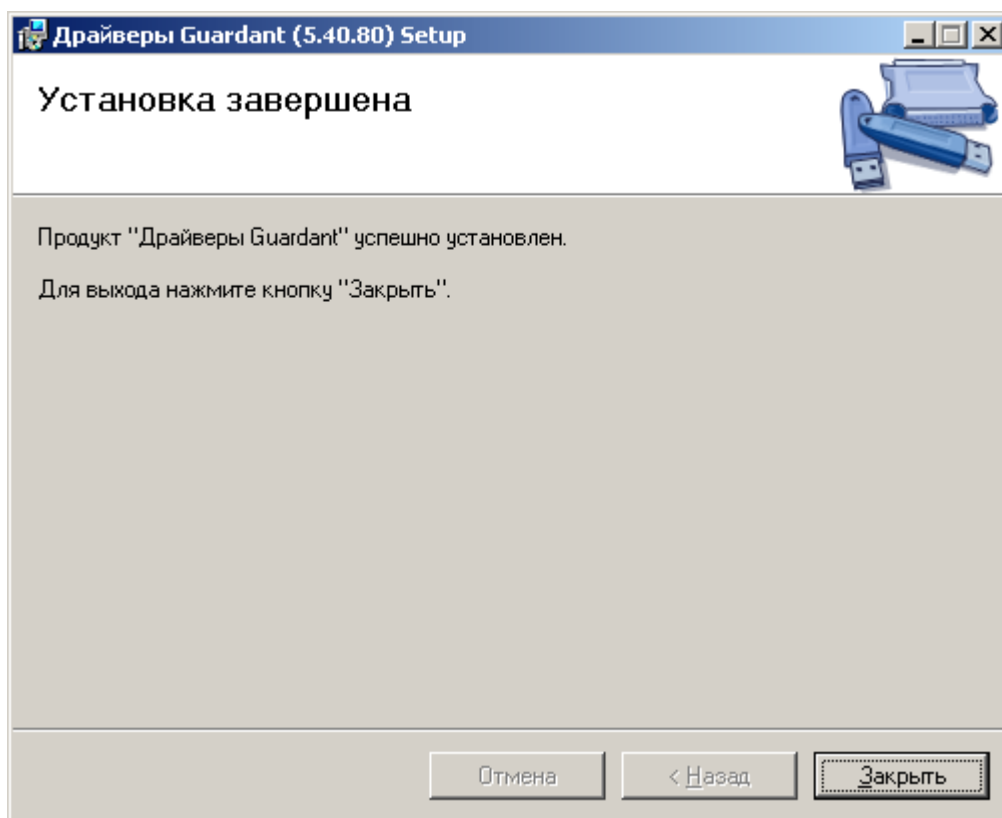 Драйверы Guardant (5.40.80) Setup
Установка завершена
Продукт "Драйверы Guardant" успешно установлен.
Для выхода нажмите кнопку "Закрыть".
Отмена
< Назад
Закрыть